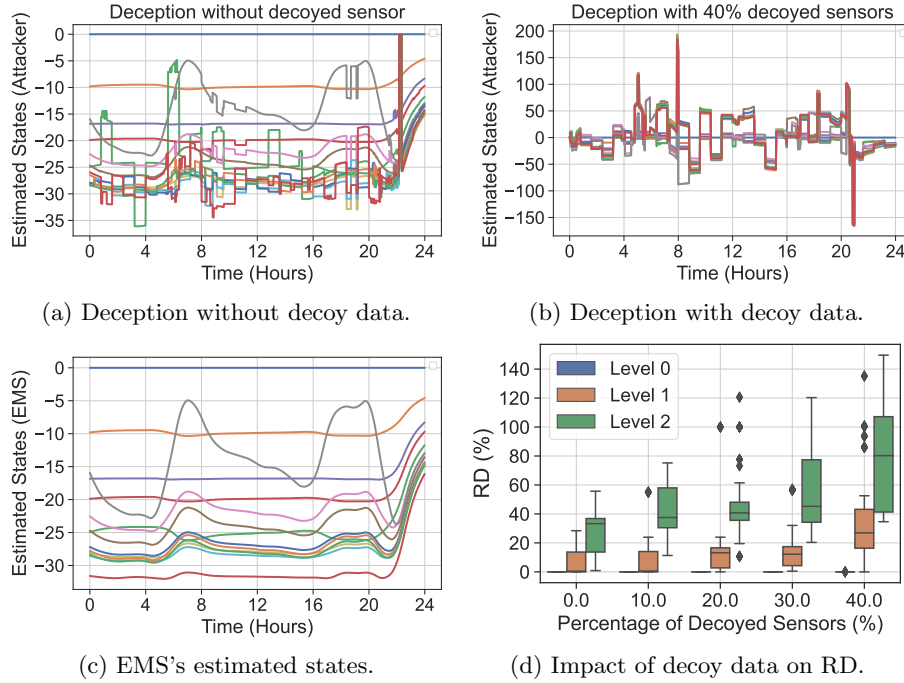 Deception without decoyed sensor
Estimated States (Attacker)
0
−5
−10
−15
−20
−25
−30
−35
0 4 8 12 16 20 24
Time (Hours)
(a) Deception without decoy data.
Deception with 40% decoyed sensors
Estimated States (Attacker)
200
150
100
50
0
−50
−100
−150
0 4 8 12 16 20 24
Time (Hours)
(b) Deception with decoy data.
Estimated States (EMS)
0
−5
−10
−15
−20
−25
−30
0 4 8 12 16 20 24
Time (Hours)
(c) EMS's estimated states.
RD (%)
140
120
100
80
60
40
20
0
Level 0
Level 1
Level 2
0.0 10.0 20.0 30.0 40.0
Percentage of Decoyed Sensors (%)
(d) Impact of decoy data on RD.